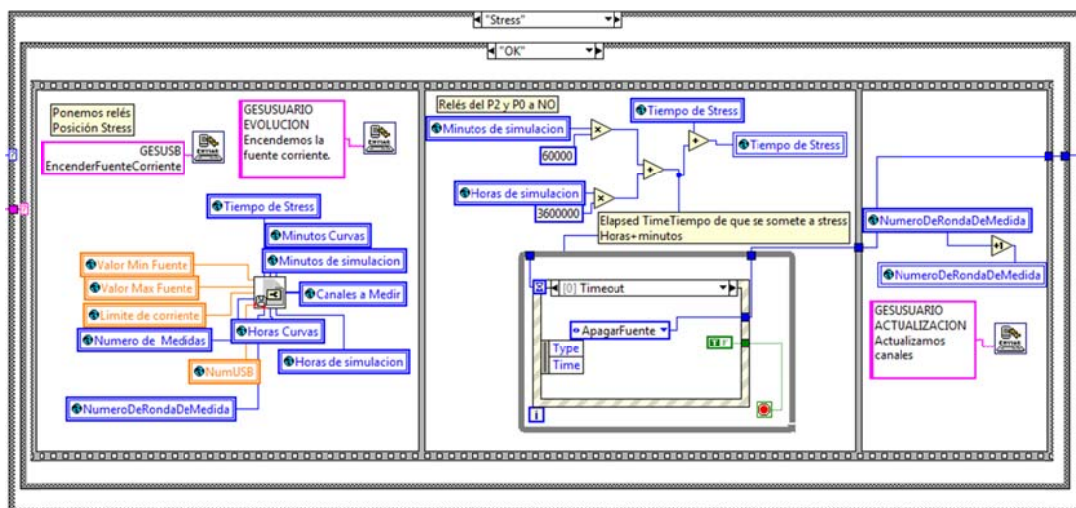 "Stress"
"OK"
Ponemos relés
Posición Stress
GESUSB
EncenderFuenteCorriente
ENVIAR
GESUSUARIO
EVOLUCION
Encendemos la
fuente corriente.
ENVIAR
Tiempo de Stress
Minutos Curvas
Minutos de simulacion
Valor Min Fuente
Valor Max Fuente
Limite de corriente
Canales a Medir
Numero de Medidas
Horas Curvas
Horas de simulacion
NumUSB
NumeroDeRondaDeMedida
Relés del P2 y P0 a NO
Minutos de simulacion
60000
Horas de simulacion
3600000
Tiempo de Stress
Tiempo de Stress
Elapsed TimeTiempo de que se somete a stress
Horas+minutos
[0] Timeout
ApagarFuente
Type
Time
T F
i
NumeroDeRondaDeMedida
+1
NumeroDeRondaDeMedida
GESUSUARIO
ACTUALIZACION
Actualizamos
canales
ENVIAR